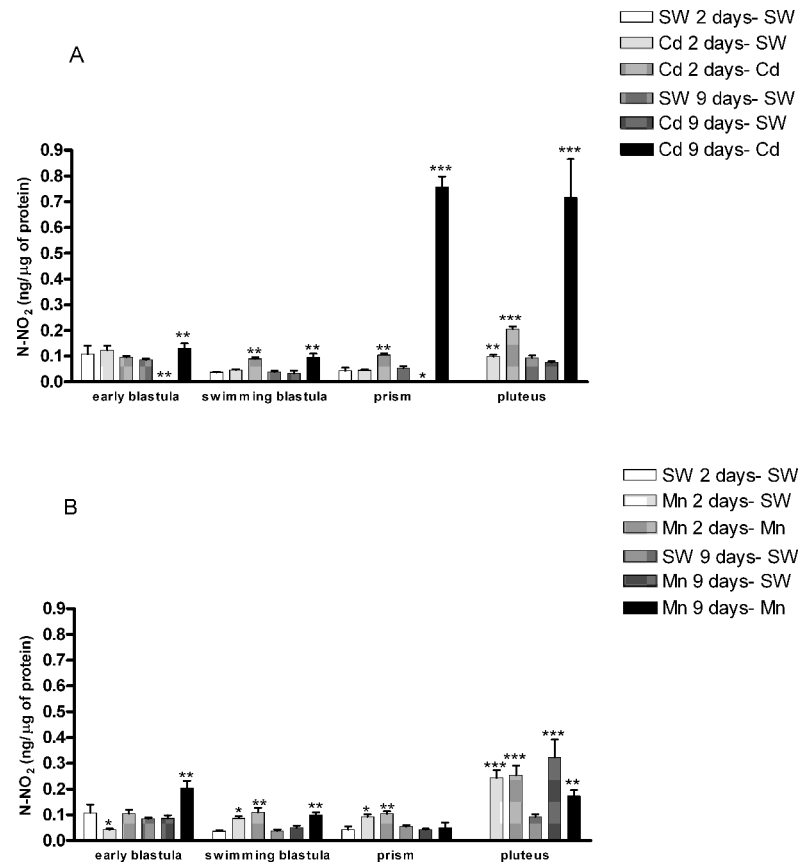 A
SW 2 days- SW
Cd 2 days- SW
Cd 2 days- Cd
SW 9 days- SW
Cd 9 days- SW
Cd 9 days- Cd
N-NO2 (ng/µg of protein)
0.9
0.8
0.7
0.6
0.5
0.4
0.3
0.2
0.1
0.0
** ** ** ** ** * *** ** *** ***
early blastula swimming blastula prism pluteus
B
SW 2 days- SW
Mn 2 days- SW
Mn 2 days- Mn
SW 9 days- SW
Mn 9 days- SW
Mn 9 days- Mn
N-NO2 (ng/µg of protein)
0.9
0.8
0.7
0.6
0.5
0.4
0.3
0.2
0.1
0.0
* ** * ** ** * ** *** *** *** **
early blastula swimming blastula prism pluteus